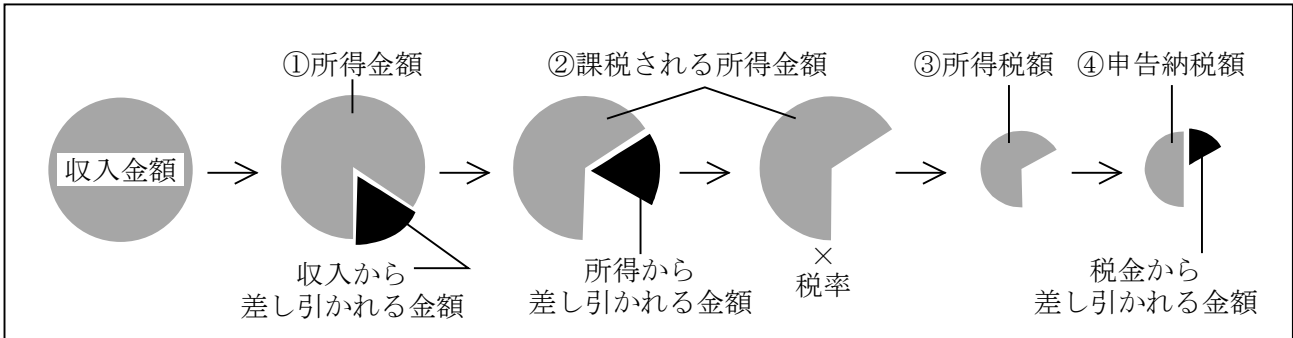 ①所得金額
②課税される所得金額
③所得税額
④申告納税額
収入金額
収入から
差し引かれる金額
所得から
差し引かれる金額
×
税率
税金から
差し引かれる金額